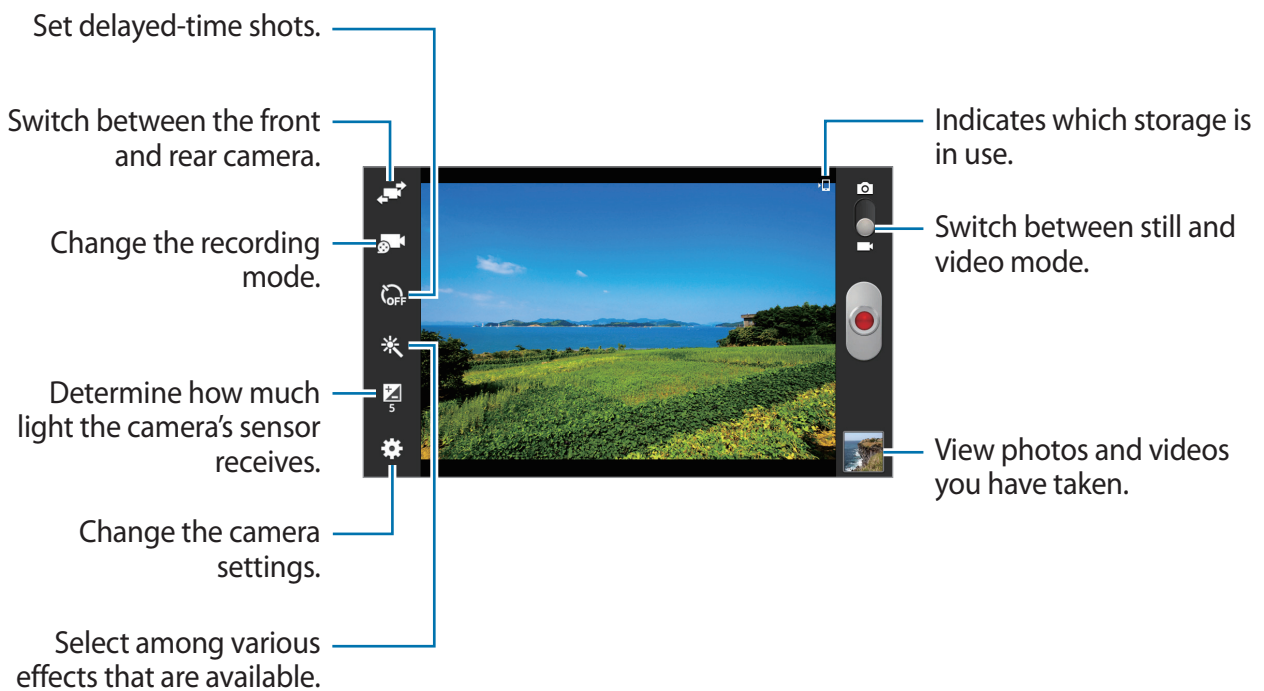 Set delayed-time shots.
Switch between the front
and rear camera.
Change the recording
mode.
Determine how much
light the camera’s sensor
receives.
Change the camera
settings.
Select among various
effects that are available.
OFF
5
Indicates which storage is
in use.
Switch between still and
video mode.
View photos and videos
you have taken.